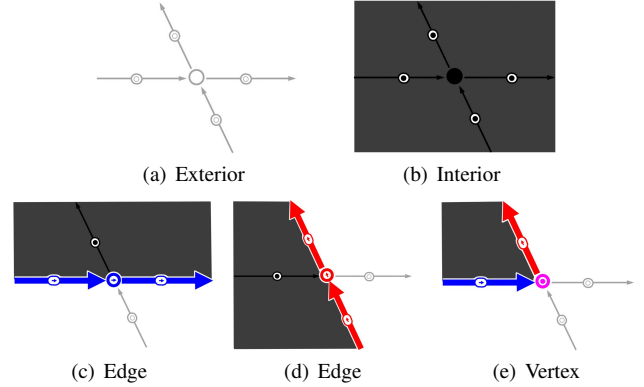 (a) Exterior
(b) Interior
(c) Edge
(d) Edge
(e) Vertex